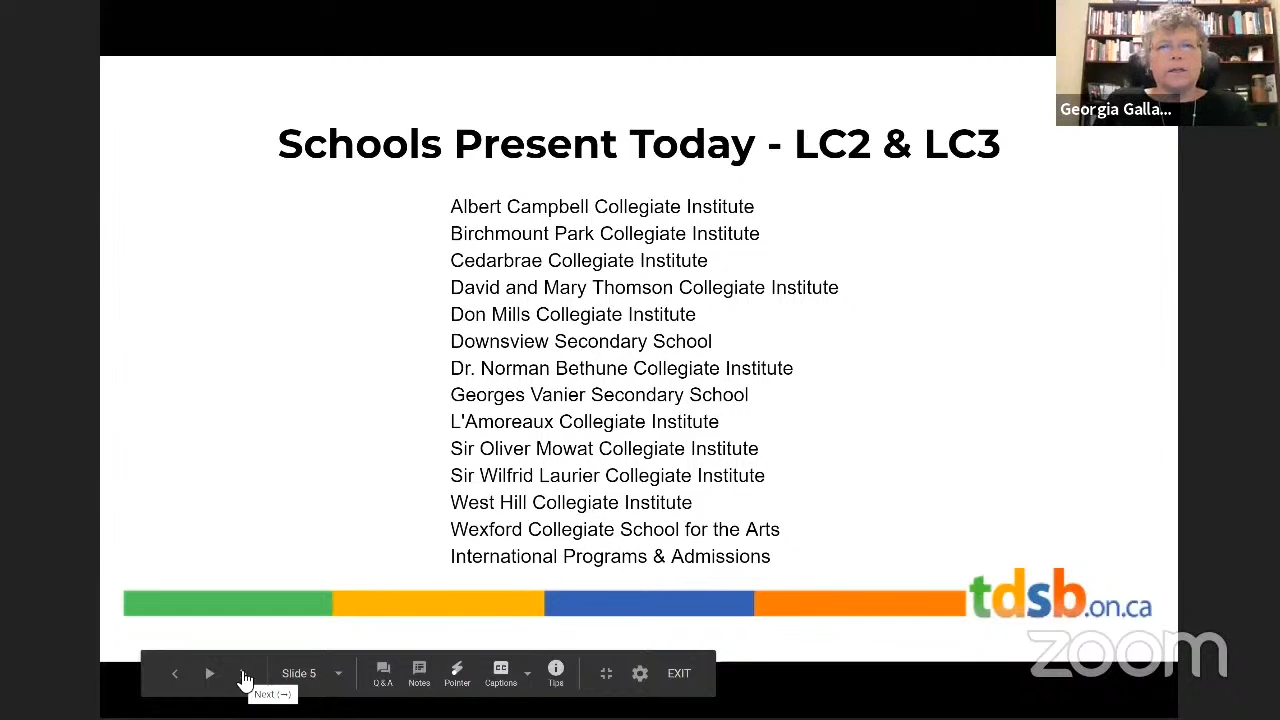 Georgia Galla...
Schools Present Today - LC2 & LC3
Albert Campbell Collegiate Institute
Birchmount Park Collegiate Institute
Cedarbrae Collegiate Institute
David and Mary Thomson Collegiate Institute
Don Mills Collegiate Institute
Downsview Secondary School
Dr. Norman Bethune Collegiate Institute
Georges Vanier Secondary School
L'Amoreaux Collegiate Institute
Sir Oliver Mowat Collegiate Institute
Sir Wilfrid Laurier Collegiate Institute
West Hill Collegiate Institute
Wexford Collegiate School for the Arts
International Programs & Admissions
tdsb.on.ca
zoom
Slide 5
Q & A
Notes
Pointer
Captions
Tips
EXIT
Next (→)